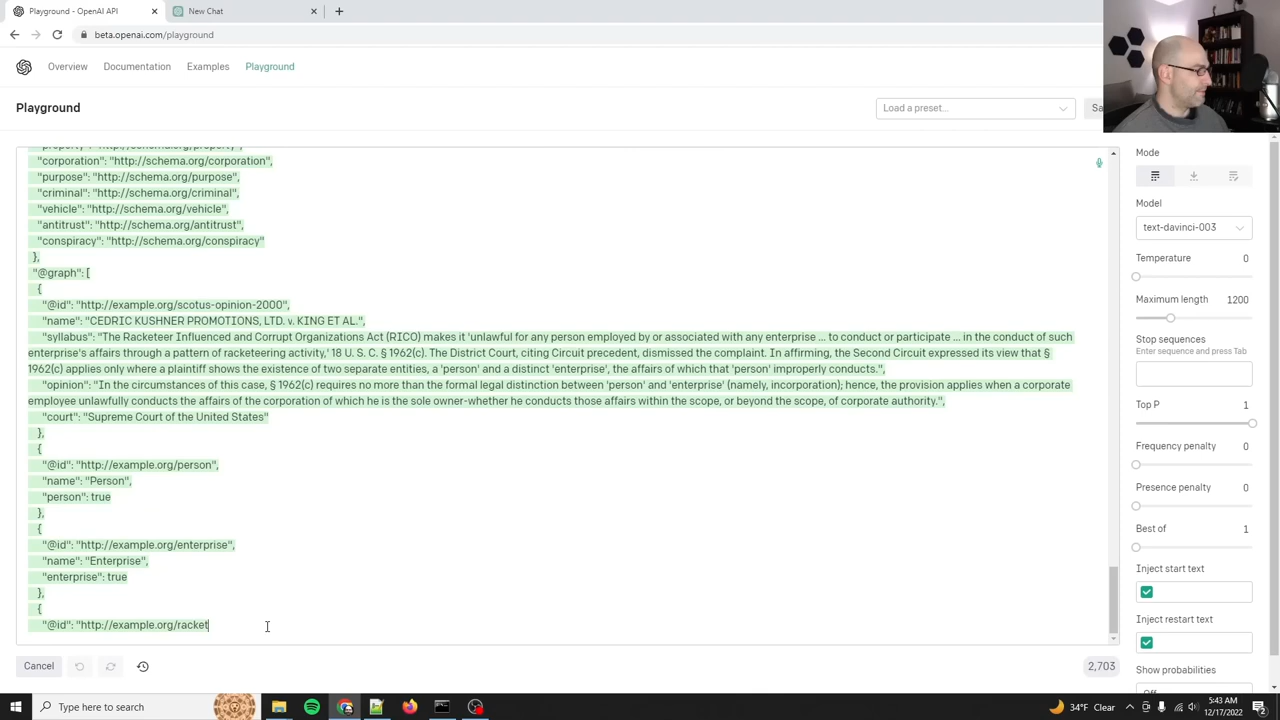 Playground - OpenAI API
New Chat
beta.openai.com/playground
Overview
Documentation
Examples
Playground
Playground
Load a preset...
Sa
"property": "http://schema.org/property",
"corporation": "http://schema.org/corporation",
"purpose": "http://schema.org/purpose",
"criminal": "http://schema.org/criminal",
"vehicle": "http://schema.org/vehicle",
"antitrust": "http://schema.org/antitrust",
"conspiracy": "http://schema.org/conspiracy"
},
"@graph": [
{
"@id": "http://example.org/scotus-opinion-2000",
"name": "CEDRIC KUSHNER PROMOTIONS, LTD. v. KING ET AL.",
"syllabus": "The Racketeer Influenced and Corrupt Organizations Act (RICO) makes it 'unlawful for any person employed by or associated with any enterprise ... to conduct or participate ... in the conduct of such
enterprise's affairs through a pattern of racketeering activity,' 18 U. S. C. § 1962(c). The District Court, citing Circuit precedent, dismissed the complaint. In affirming, the Second Circuit expressed its view that §
1962(c) applies only where a plaintiff shows the existence of two separate entities, a 'person' and a distinct 'enterprise', the affairs of which that 'person' improperly conducts.",
"opinion": "In the circumstances of this case, § 1962(c) requires no more than the formal legal distinction between 'person' and 'enterprise' (namely, incorporation); hence, the provision applies when a corporate
employee unlawfully conducts the affairs of the corporation of which he is the sole owner-whether he conducts those affairs within the scope, or beyond the scope, of corporate authority.",
"court": "Supreme Court of the United States"
},
{
"@id": "http://example.org/person",
"name": "Person",
"person": true
},
{
"@id": "http://example.org/enterprise",
"name": "Enterprise",
"enterprise": true
},
{
"@id": "http://example.org/racket
Cancel
2,703
Mode
Model
text-davinci-003
Temperature 0
Maximum length 1200
Stop sequences
Enter sequence and press Tab
Top P 1
Frequency penalty 0
Presence penalty 0
Best of 1
Inject start text
Inject restart text
Show probabilities
Off
Type here to search
34°F Clear
5:43 AM
12/17/2022
2